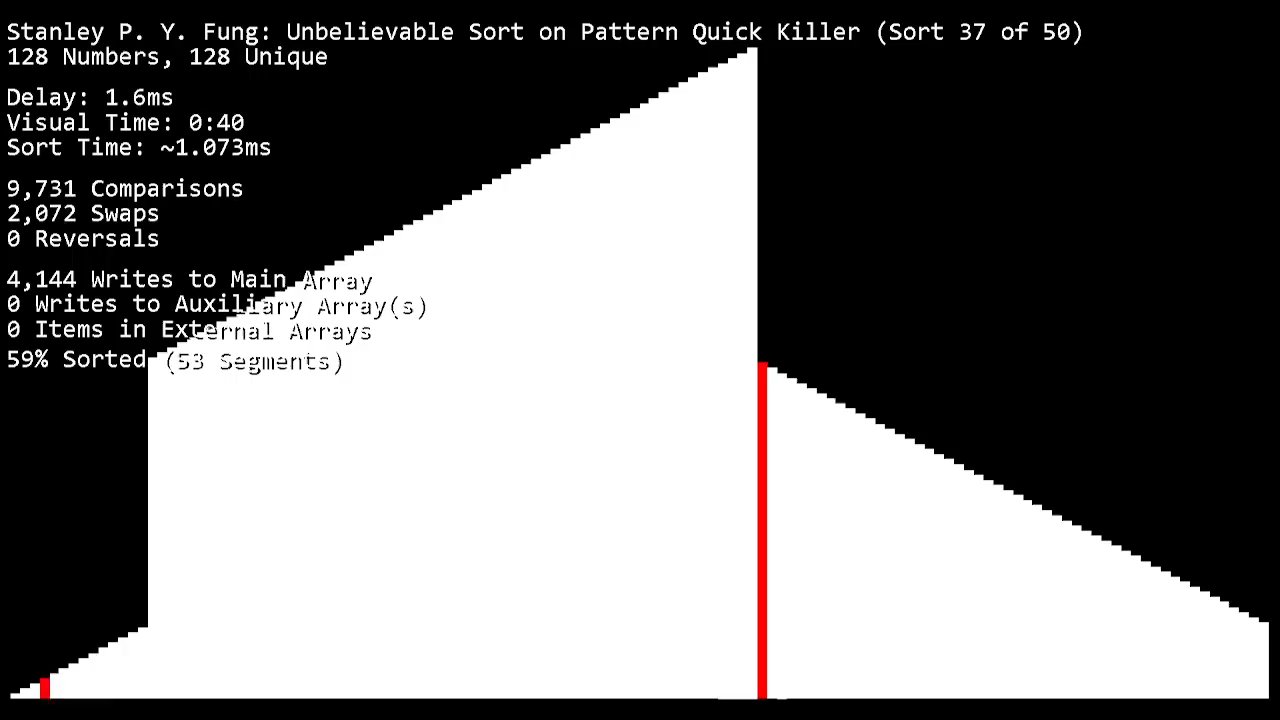 Stanley P. Y. Fung: Unbelievable Sort on Pattern Quick Killer (Sort 37 of 50)
128 Numbers, 128 Unique
Delay: 1.6ms
Visual Time: 0:40
Sort Time: ~1.073ms
9,731 Comparisons
2,072 Swaps
0 Reversals
4,144 Writes to Main Array
0 Writes to Auxiliary Array(s)
0 Items in External Arrays
59% Sorted (53 Segments)